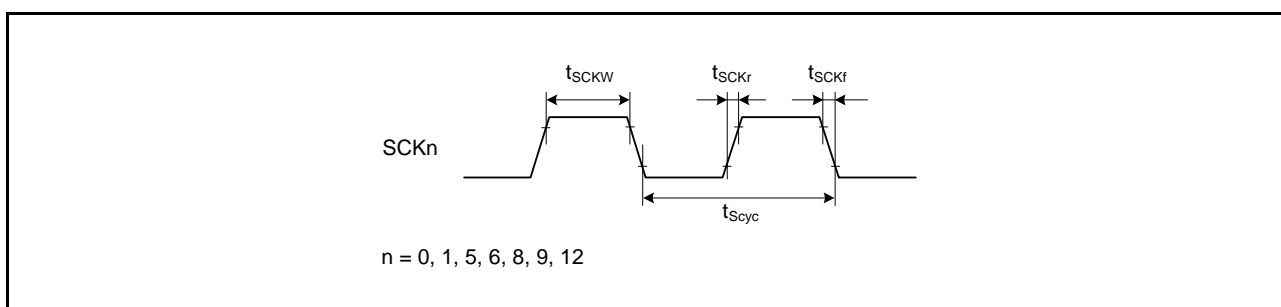 tSCKW tSCKr tSCKf
SCKn
tScyc
n = 0, 1, 5, 6, 8, 9, 12